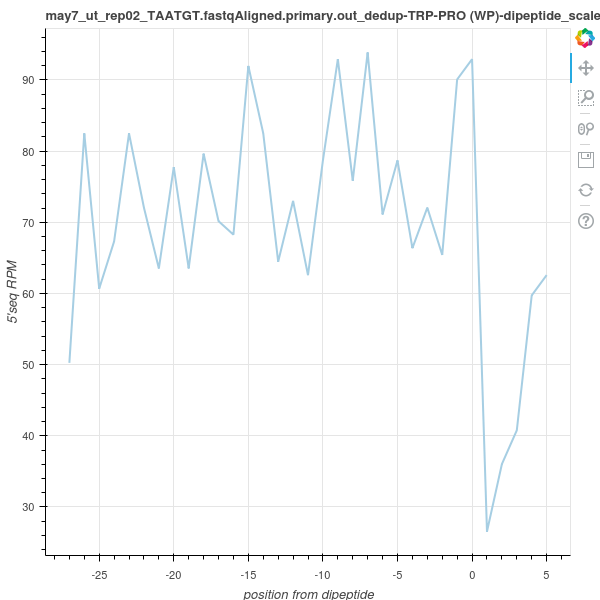 may7_ut_rep02_TAATGT.fastqAligned.primary.out_dedup-TRP-PRO (WP)-dipeptide_scale
90
80
70
60
50
40
30
5'seq RPM
-25 -20 -15 -10 -5 0 5
position from dipeptide